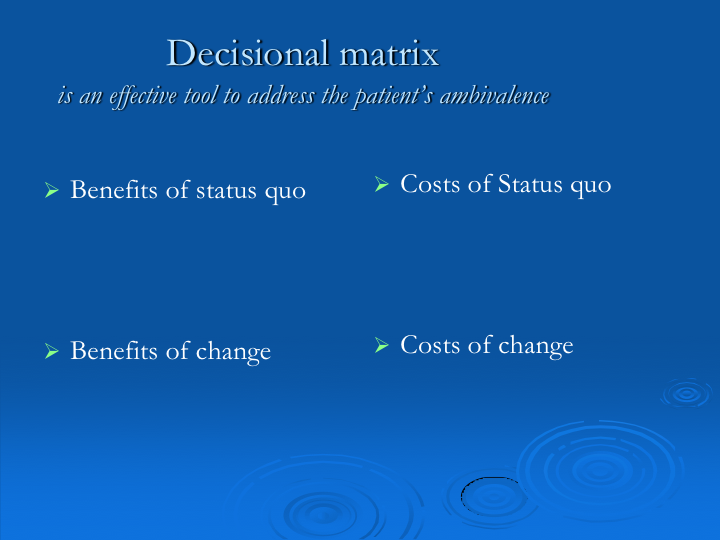 Decisional matrix
is an effective tool to address the patient’s ambivalence
Benefits of status quo
Costs of Status quo
Benefits of change
Costs of change